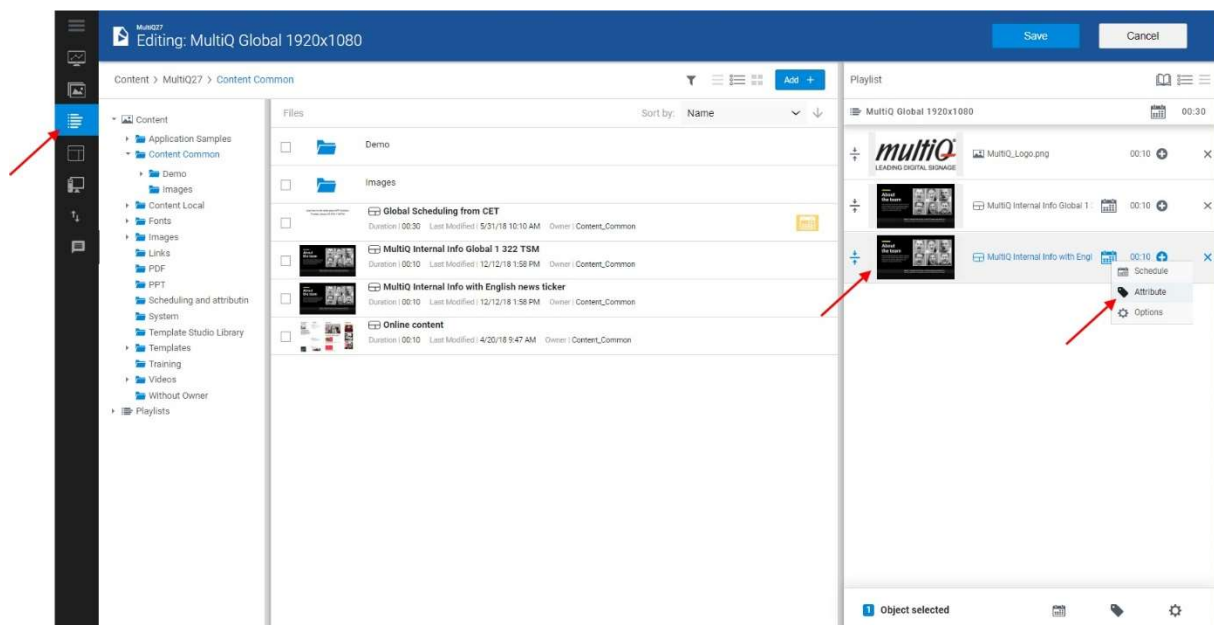 MultiQ27
Editing: MultiQ Global 1920x1080
Save
Cancel
Content > MultiQ27 > Content Common
Add +
Content
Application Samples
Content Common
Demo
Images
Content Local
Fonts
Images
Links
PDF
PPT
Scheduling and attributin
System
Template Studio Library
Templates
Training
Videos
Without Owner
Playlists
Files
Sort by: Name
Demo
Images
Global Scheduling from CET
Duration | 00:30 Last Modified | 5/31/18 10:10 AM Owner | Content_Common
MultiQ Internal Info Global 1 322 TSM
Duration | 00:10 Last Modified | 12/12/18 1:58 PM Owner | Content_Common
MultiQ Internal Info with English news ticker
Duration | 00:10 Last Modified | 12/12/18 1:58 PM Owner | Content_Common
Online content
Duration | 00:10 Last Modified | 4/20/18 9:47 AM Owner | Content_Common
Playlist
MultiQ Global 1920x1080 00:30
multiQ
LEADING DIGITAL SIGNAGE
MultiQ_Logo.png 00:10
About
the team
MultiQ Internal Info Global 1 00:10
About
the team
MultiQ Internal Info with Engl 00:10
Schedule
Attribute
Options
1 Object selected